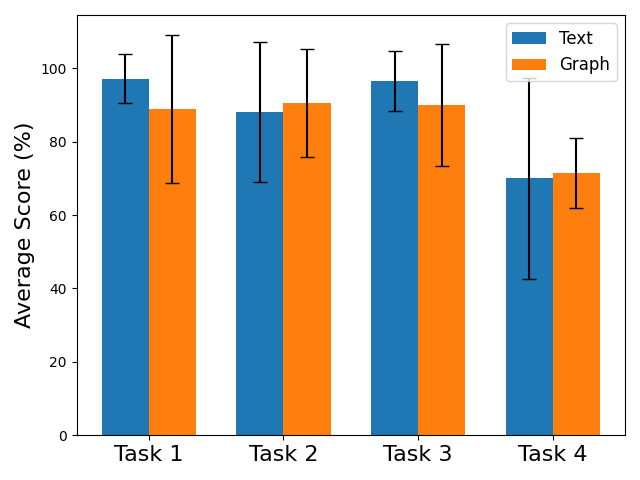 Text
Graph
Average Score (%)
100
80
60
40
20
0
Task 1
Task 2
Task 3
Task 4